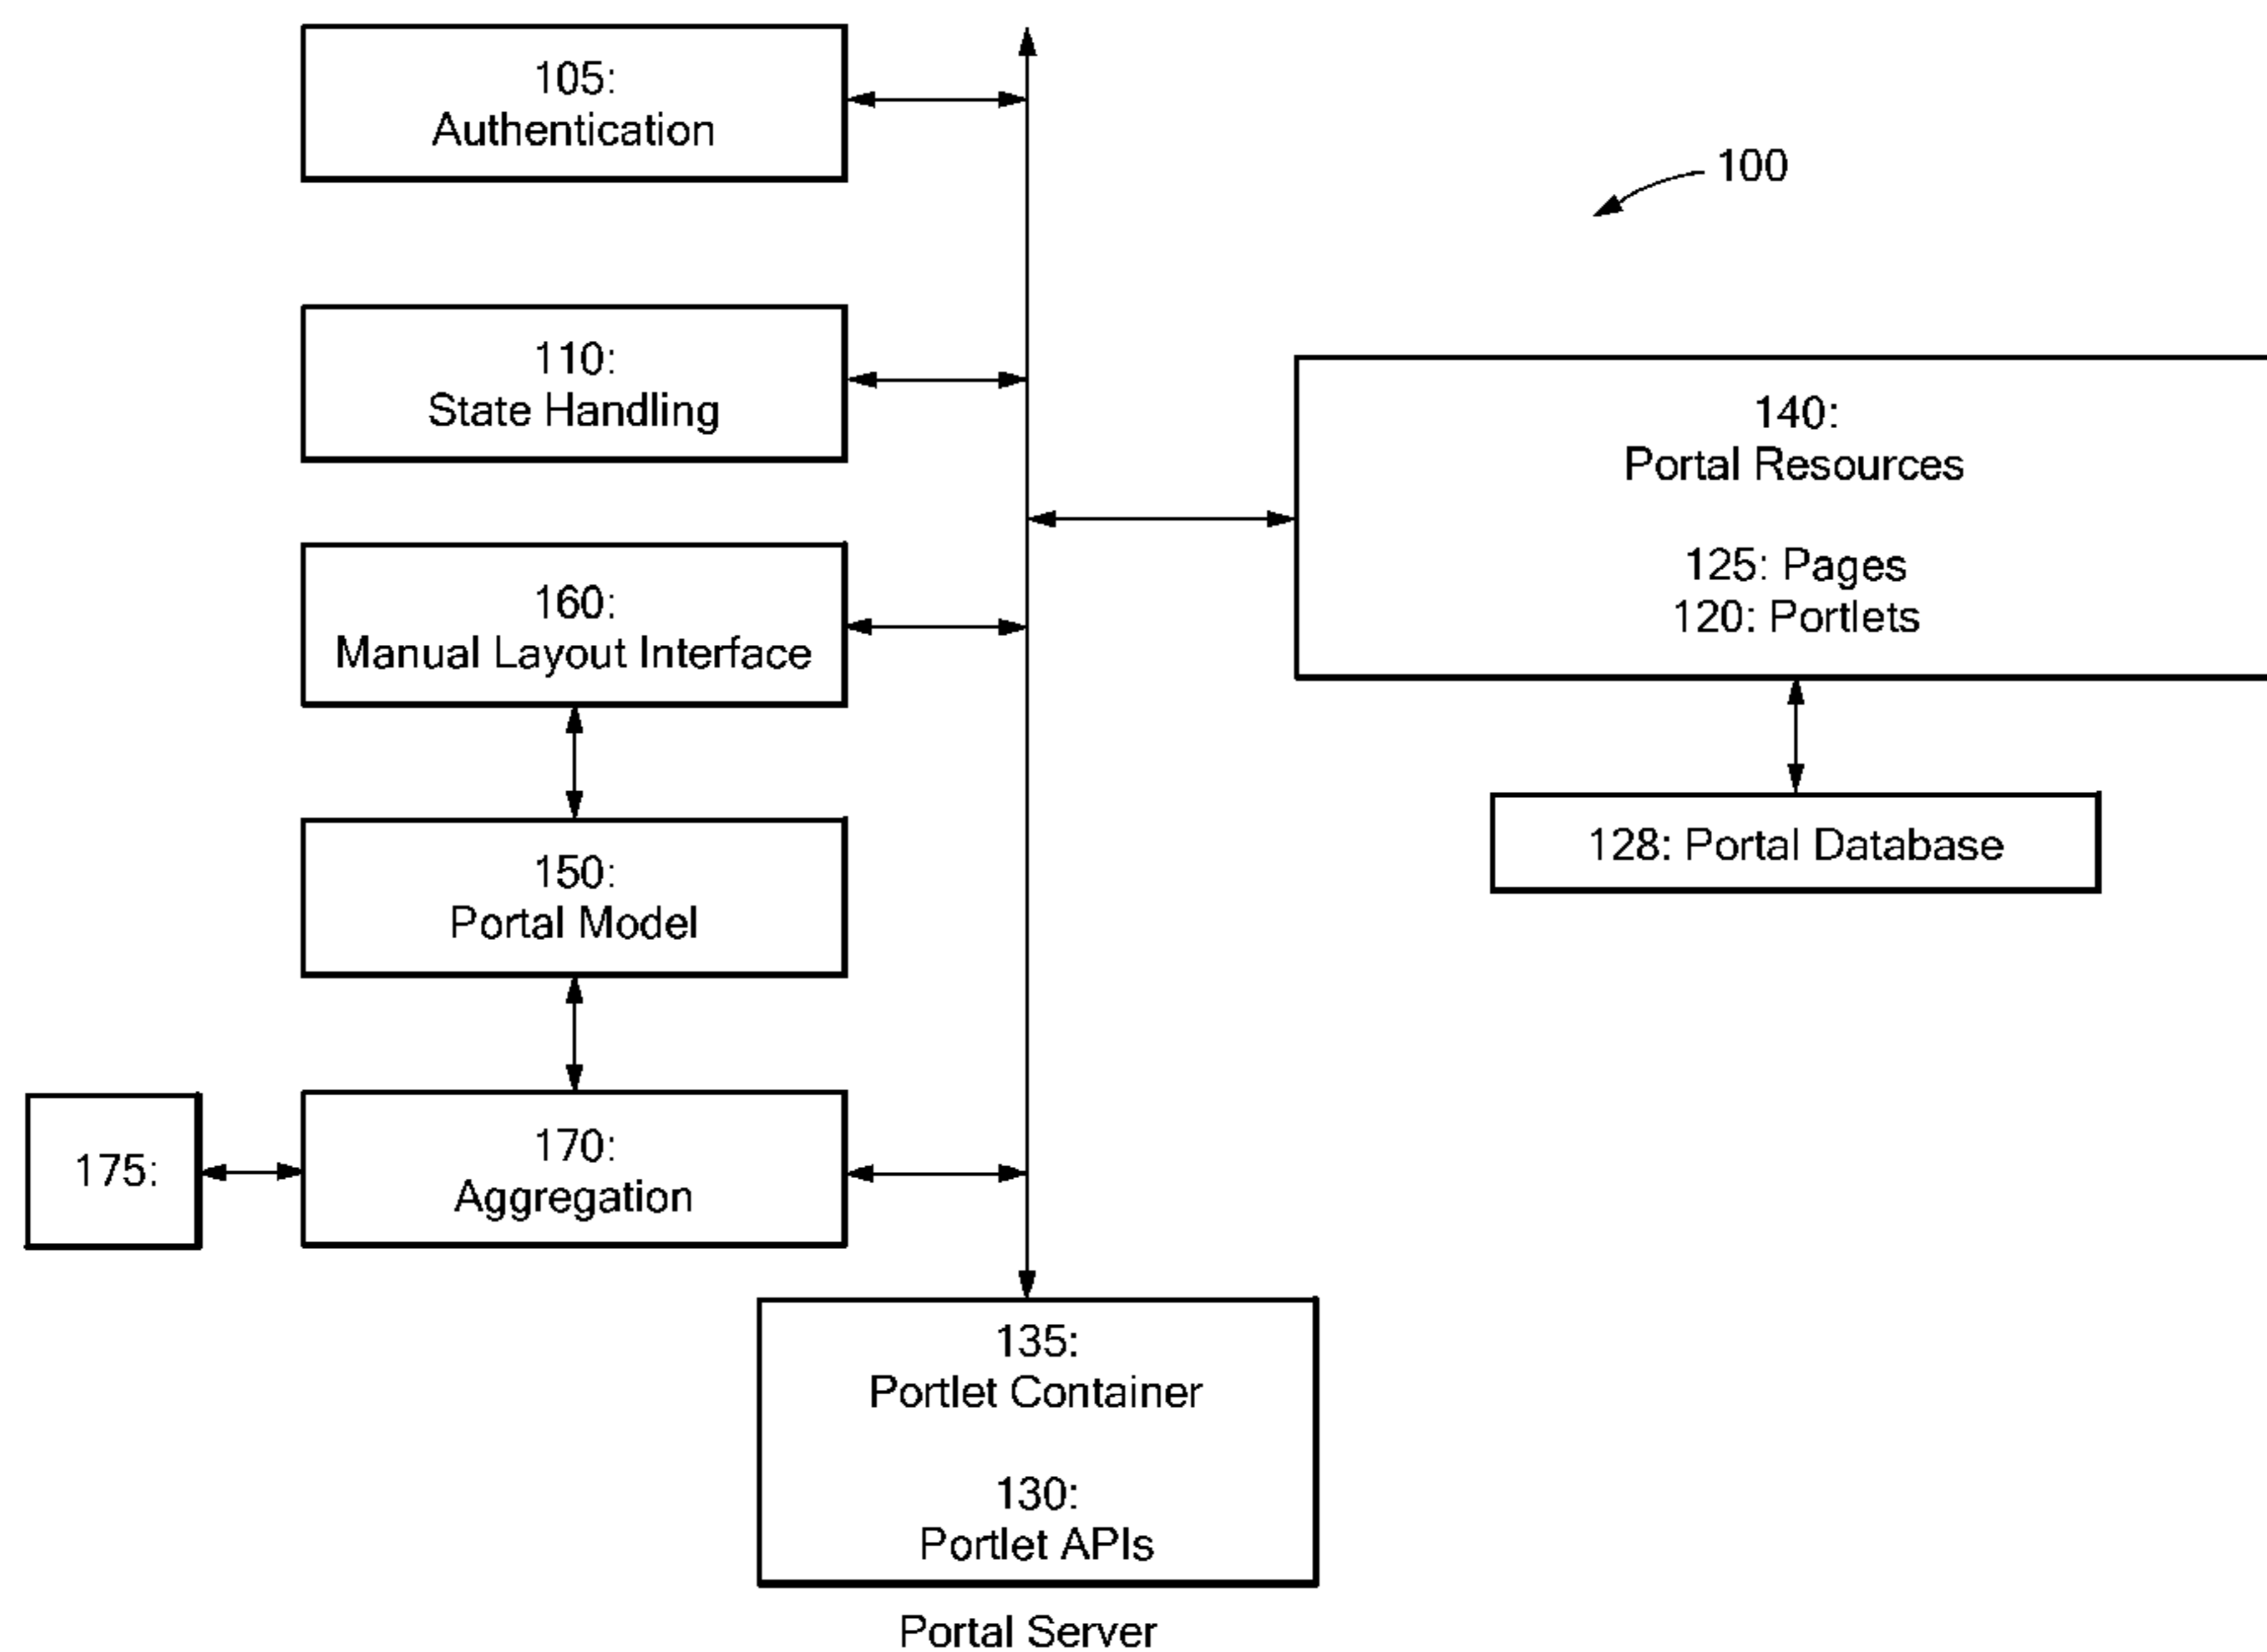 105:
Authentication
100
110:
State Handling
140:
Portal Resources
125: Pages
120: Portlets
160:
Manual Layout Interface
128: Portal Database
150:
Portal Model
175:
170:
Aggregation
135:
Portlet Container
130:
Portlet APIs
Portal Server